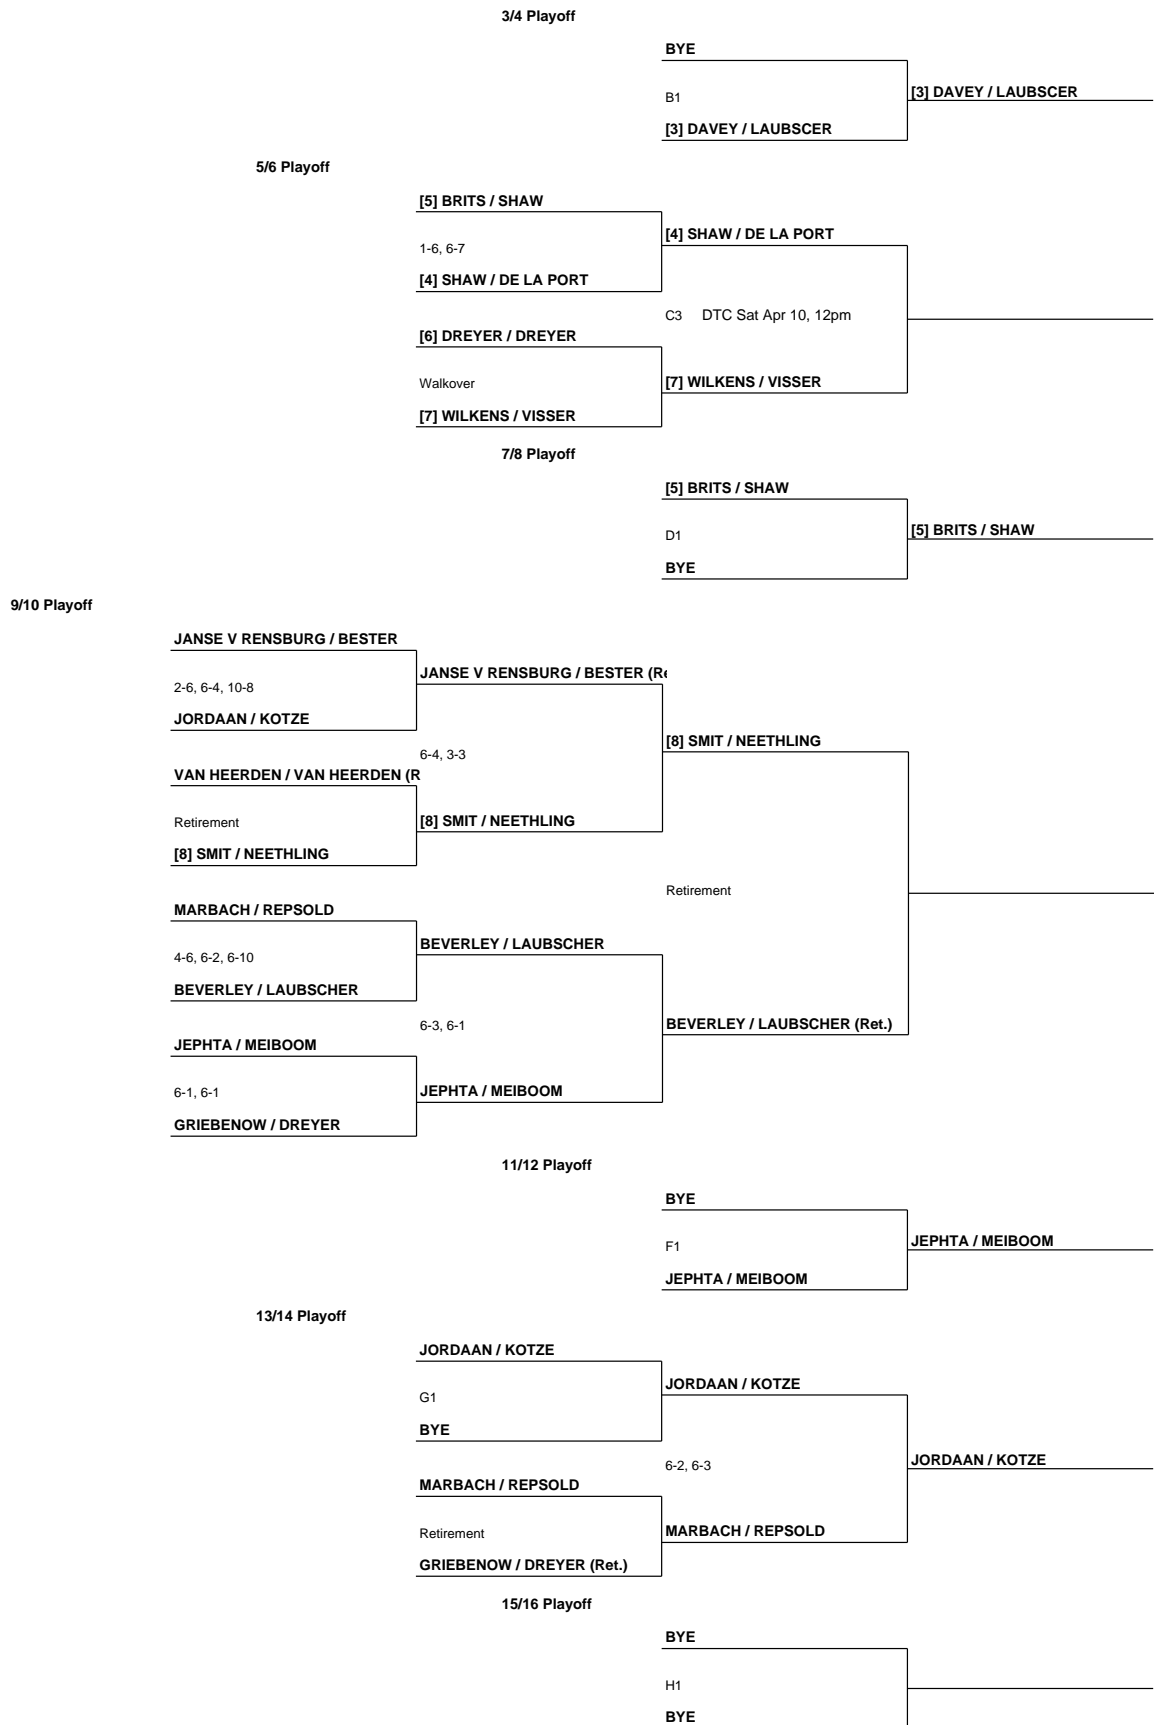 3/4 Playoff
BYE
B1
[3] DAVEY / LAUBSCER
[3] DAVEY / LAUBSCER
5/6 Playoff
[5] BRITS / SHAW
1-6, 6-7
[4] SHAW / DE LA PORT
[4] SHAW / DE LA PORT
C3 DTC Sat Apr 10, 12pm
[6] DREYER / DREYER
Walkover
[7] WILKENS / VISSER
[7] WILKENS / VISSER
7/8 Playoff
[5] BRITS / SHAW
D1
[5] BRITS / SHAW
BYE
9/10 Playoff
JANSE V RENSBURG / BESTER
2-6, 6-4, 10-8
JANSE V RENSBURG / BESTER (Re
JORDAAN / KOTZE
6-4, 3-3
[8] SMIT / NEETHLING
VAN HEERDEN / VAN HEERDEN (R
Retirement
[8] SMIT / NEETHLING
[8] SMIT / NEETHLING
Retirement
MARBACH / REPSOLD
4-6, 6-2, 6-10
BEVERLEY / LAUBSCHER
BEVERLEY / LAUBSCHER
6-3, 6-1
BEVERLEY / LAUBSCHER (Ret.)
JEPHTA / MEIBOOM
6-1, 6-1
JEPHTA / MEIBOOM
GRIEBENOW / DREYER
11/12 Playoff
BYE
F1
JEPHTA / MEIBOOM
JEPHTA / MEIBOOM
13/14 Playoff
JORDAAN / KOTZE
G1
JORDAAN / KOTZE
BYE
6-2, 6-3
JORDAAN / KOTZE
MARBACH / REPSOLD
Retirement
MARBACH / REPSOLD
GRIEBENOW / DREYER (Ret.)
15/16 Playoff
BYE
H1
BYE